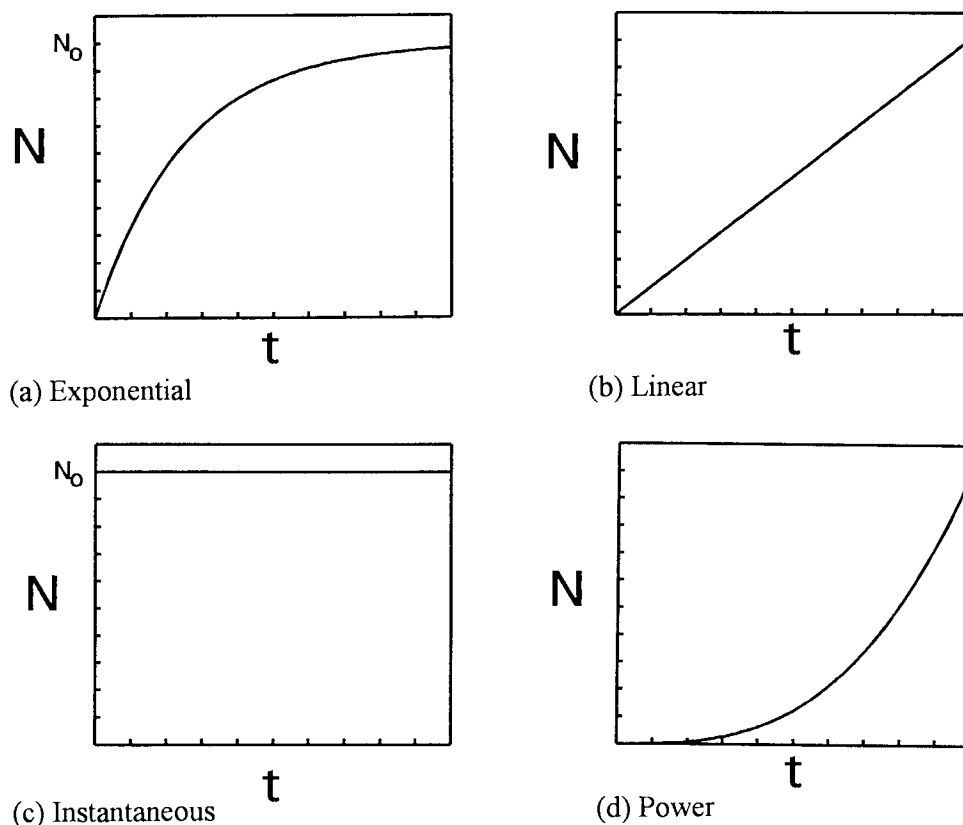 N₀
N
t
(a) Exponential
N
t
(b) Linear
N₀
N
t
(c) Instantaneous
N
t
(d) Power